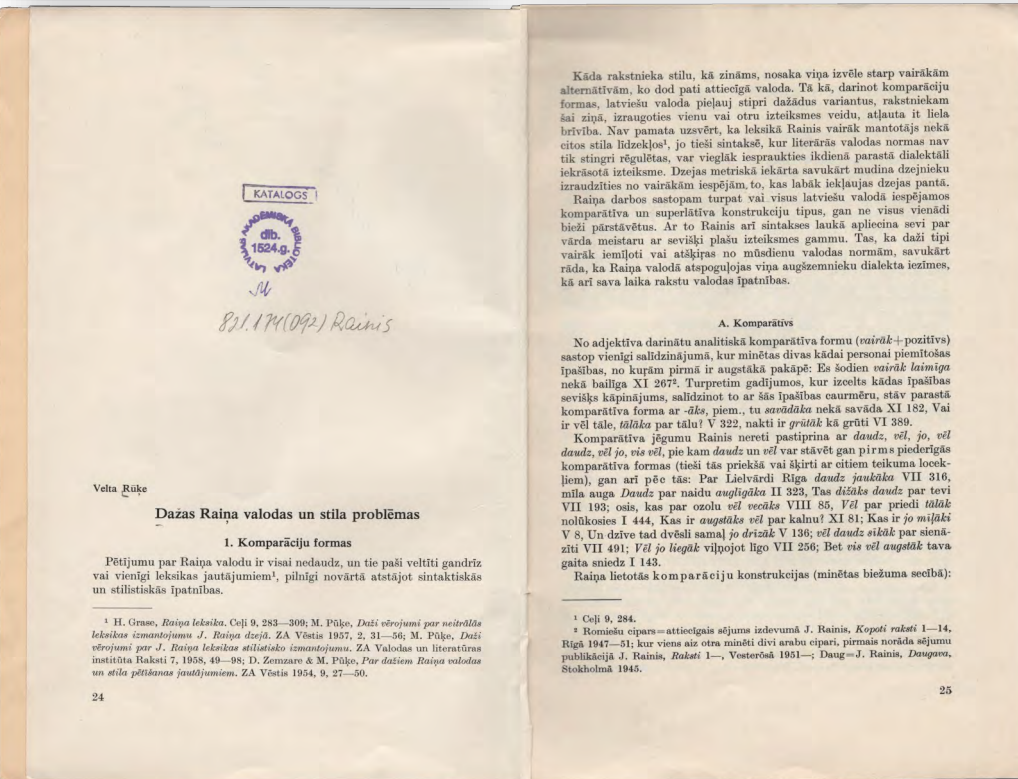 KATALOGS
LATVIJAS AKADĒMISKĀ BIBLIOTĒKA
dib.
1524.g.
821.174(092) Rainis
Velta Rūķe
Dažas Raiņa valodas un stila problēmas
1. Komparāciju formas
Pētījumu par Raiņa valodu ir visai nedaudz, un tie paši veltīti gandrīz
vai vienīgi leksikas jautājumiem¹, pilnīgi novārtā atstājot sintaktiskās
un stilistiskās īpatnības.
¹ H. Grase, Raiņa leksika. Ceļi 9, 283—309; M. Pūķe, Daži vērojumi par neitrālās
leksikas izmantojumu J. Raiņa dzejā. ZA Vēstis 1957, 2, 31—56; M. Pūķe, Daži
vērojumi par J. Raiņa leksikas stilistisko izmantojumu. ZA Valodas un literatūras
institūta Raksti 7, 1958, 49—98; D. Zemzare & M. Pūķe, Par dažiem Raiņa valodas
un stila pētīšanas jautājumiem. ZA Vēstis 1954, 9, 27—50.
24
Kāda rakstnieka stilu, kā zināms, nosaka viņa izvēle starp vairākām
alternātīvām, ko dod pati attiecīgā valoda. Tā kā, darinot komparāciju
formas, latviešu valoda pieļauj stipri dažādus variantus, rakstniekam
šai ziņā, izraugoties vienu vai otru izteiksmes veidu, atļauta it liela
brīvība. Nav pamata uzsvērt, ka leksikā Rainis vairāk mantotājs nekā
citos stila līdzekļos¹, jo tieši sintaksē, kur literārās valodas normas nav
tik stingri rēgulētas, var vieglāk iespraukties ikdienā parastā dialektāli
iekrāsotā izteiksme. Dzejas metriskā iekārta savukārt mudina dzejnieku
izraudzīties no vairākām iespējām, to, kas labāk iekļaujas dzejas pantā.
Raiņa darbos sastopam turpat vai visus latviešu valodā iespējamos
komparātīva un superlātīva konstrukciju tipus, gan ne visus vienādi
bieži pārstāvētus. Ar to Rainis arī sintakses laukā apliecina sevi par
vārda meistaru ar sevišķi plašu izteiksmes gammu. Tas, ka daži tipi
vairāk iemīļoti vai atšķiras no mūsdienu valodas normām, savukārt
rāda, ka Raiņa valodā atspoguļojas viņa augšzemnieku dialekta iezīmes,
kā arī sava laika rakstu valodas īpatnības.
A. Komparātīvs
No adjektīva darinātu analitiskā komparātīva formu (vairāk+pozitīvs)
sastop vienīgi salīdzinājumā, kur minētas divas kādai personai piemītošas
īpašības, no kuŗām pirmā ir augstākā pakāpē: Es šodien vairāk laimīga
nekā bailīga XI 267². Turpretim gadījumos, kur izcelts kādas īpašības
sevišķs kāpinājums, salīdzinot to ar šās īpašības caurmēru, stāv parastā
komparātīva forma ar -āks, piem., tu savādāka nekā savāda XI 182, Vai
ir vēl tāle, tālāka par tālu? V 322, nakti ir grūtāk kā grūti VI 389.
Komparātīva jēgumu Rainis nereti pastiprina ar daudz, vēl, jo, vēl
daudz, vēl jo, vis vēl, pie kam daudz un vēl var stāvēt gan pirms piederīgās
komparātīva formas (tieši tās priekšā vai šķirti ar citiem teikuma locek-
ļiem), gan arī pēc tās: Par Lielvārdi Rīga daudz jaukāka VII 316,
mīla auga Daudz par naidu auglīgāka II 323, Tas dižāks daudz par tevi
VII 193; osis, kas par ozolu vēl vecāks VIII 85, Vēl par priedi tālāk
nolūkosies I 444, Kas ir augstāks vēl par kalnu? XI 81; Kas ir jo mīļāki
V 8, Un dzīve tad dvēsli samaļ jo drīzāk V 136; vēl daudz sīkāk par sienā-
zīti VII 491; Vēl jo liegāk viļņojot līgo VII 256; Bet vis vēl augstāk tava
gaita sniedz I 143.
Raiņa lietotās komparāciju konstrukcijas (minētas biežuma secībā):
¹ Ceļi 9, 284.
² Romiešu cipars=attiecīgais sējums izdevumā J. Rainis, Kopoti raksti 1—14,
Rīgā 1947—51; kur viens aiz otra minēti divi arabu cipari, pirmais norāda sējumu
publikācijā J. Rainis, Raksti 1—, Vesterōsā 1951—; Daug=J. Rainis, Daugava,
Stokholmā 1945.
25